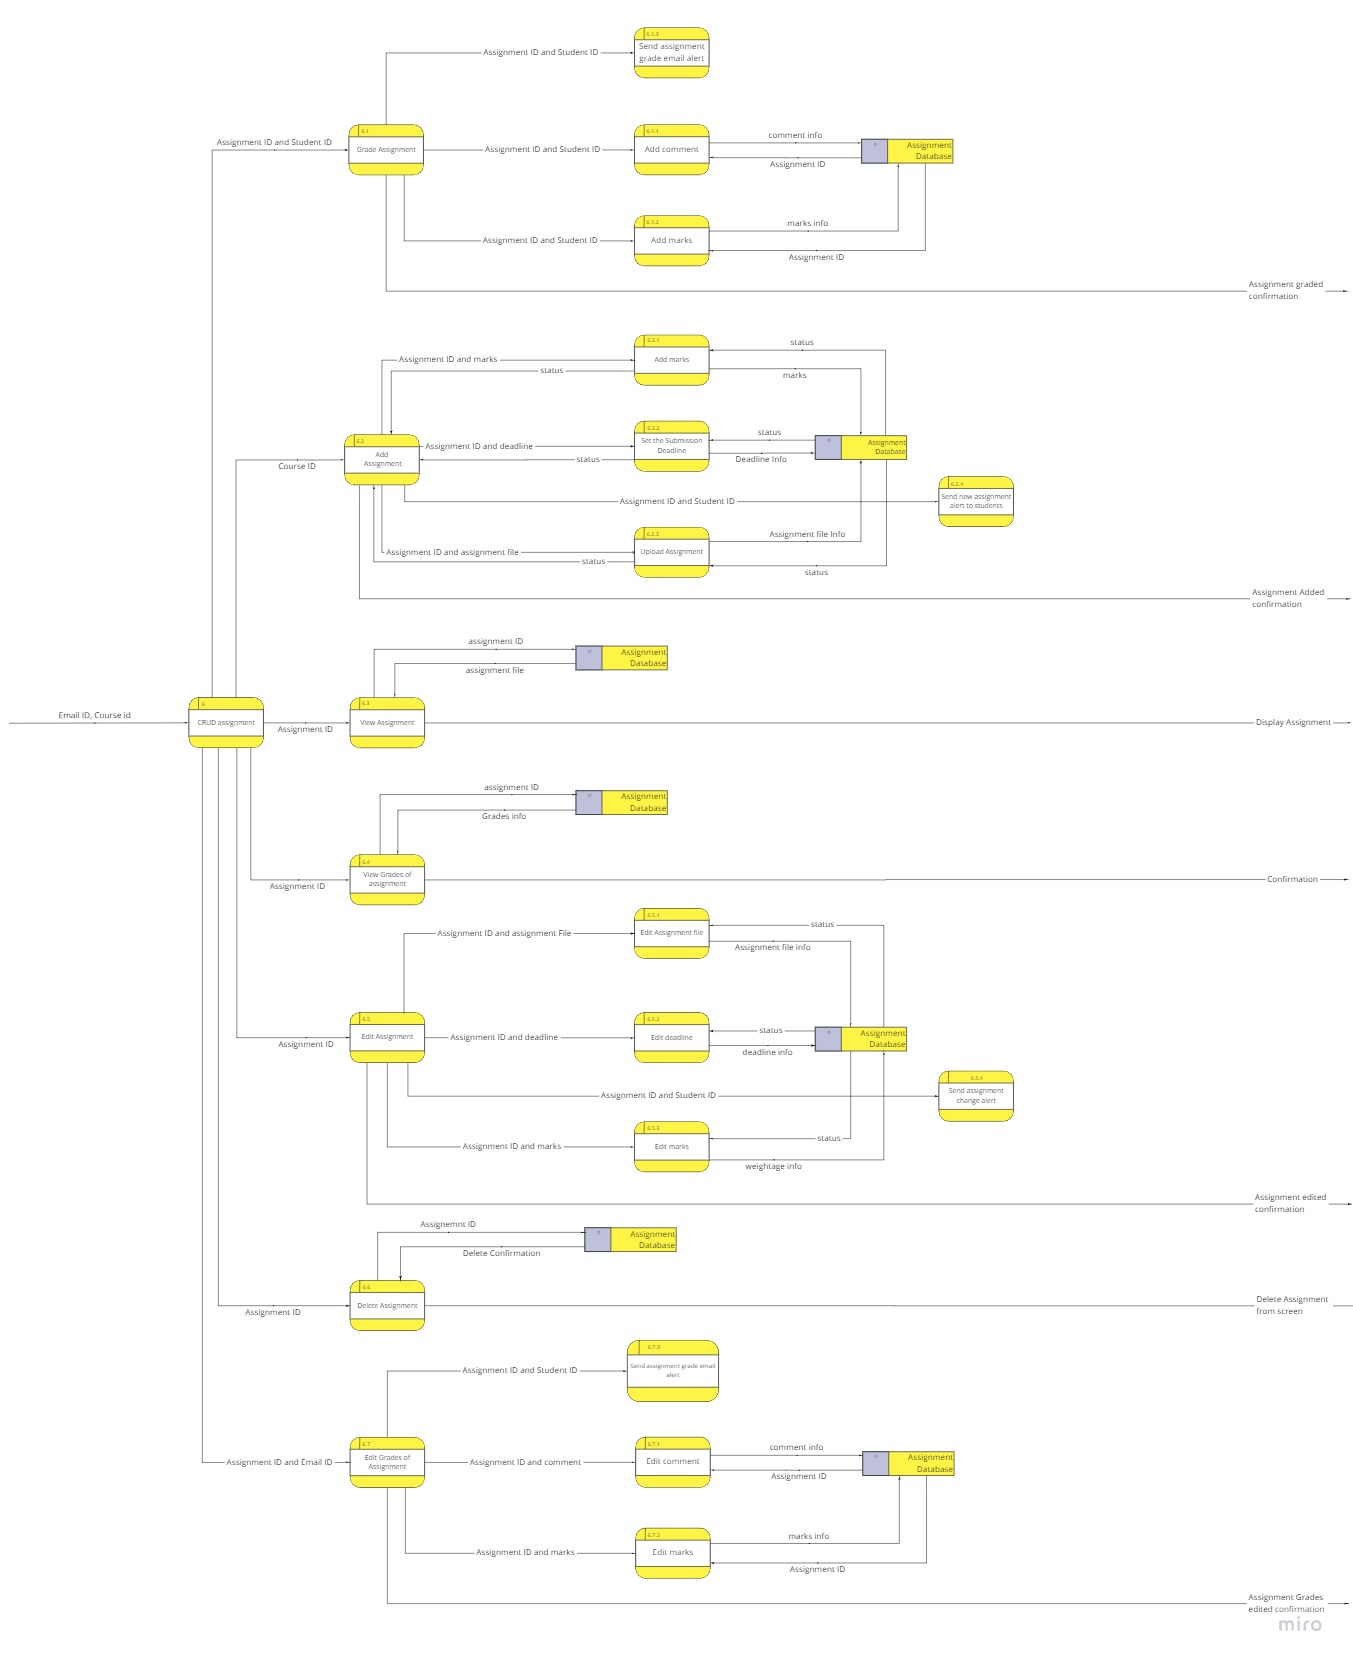 6.1.3
Send assignment
grade email alert
Assignment ID and Student ID
Assignment ID and Student ID
6.1
Grade Assignment
Assignment ID and Student ID
6.1.1
Add comment
comment info
Assignment ID
Assignment
Database
6.1.2
Add marks
Assignment ID and Student ID
marks info
Assignment ID
Assignment graded
confirmation
6.2.1
Add marks
Assignment ID and marks
status
status
marks
6.2
Add
Assignment
Course ID
Assignment ID and deadline
status
6.2.2
Set the Submission
Deadline
status
Deadline Info
Assignment
Database
Assignment ID and Student ID
6.2.4
Send new assignment
alert to students
Assignment ID and assignment file
status
6.2.3
Upload Assignment
Assignment file Info
status
Assignment Added
confirmation
assignment ID
assignment file
Assignment
Database
Email ID, Course id
6
CRUD assignment
Assignment ID
6.3
View Assignment
Display Assignment
assignment ID
Grades info
Assignment
Database
6.4
View Grades of
assignment
Assignment ID
Confirmation
Assignment ID and assignment File
6.5.1
Edit Assignment file
status
Assignment file info
6.5
Edit Assignment
Assignment ID
Assignment ID and deadline
6.5.2
Edit deadline
status
deadline info
Assignment
Database
Assignment ID and Student ID
6.5.4
Send assignment
change alert
Assignment ID and marks
6.5.3
Edit marks
status
weightage info
Assignment edited
confirmation
Assignemnt ID
Delete Confirmation
Assignment
Database
6.6
Delete Assignment
Assignment ID
Delete Assignment
from screen
Assignment ID and Student ID
6.7.3
Send assignment grade email
alert
Assignment ID and Email ID
6.7
Edit Grades of
Assignment
Assignment ID and comment
6.7.1
Edit comment
comment info
Assignment ID
Assignment
Database
Assignment ID and marks
6.7.2
Edit marks
marks info
Assignment ID
Assignment Grades
edited confirmation
miro